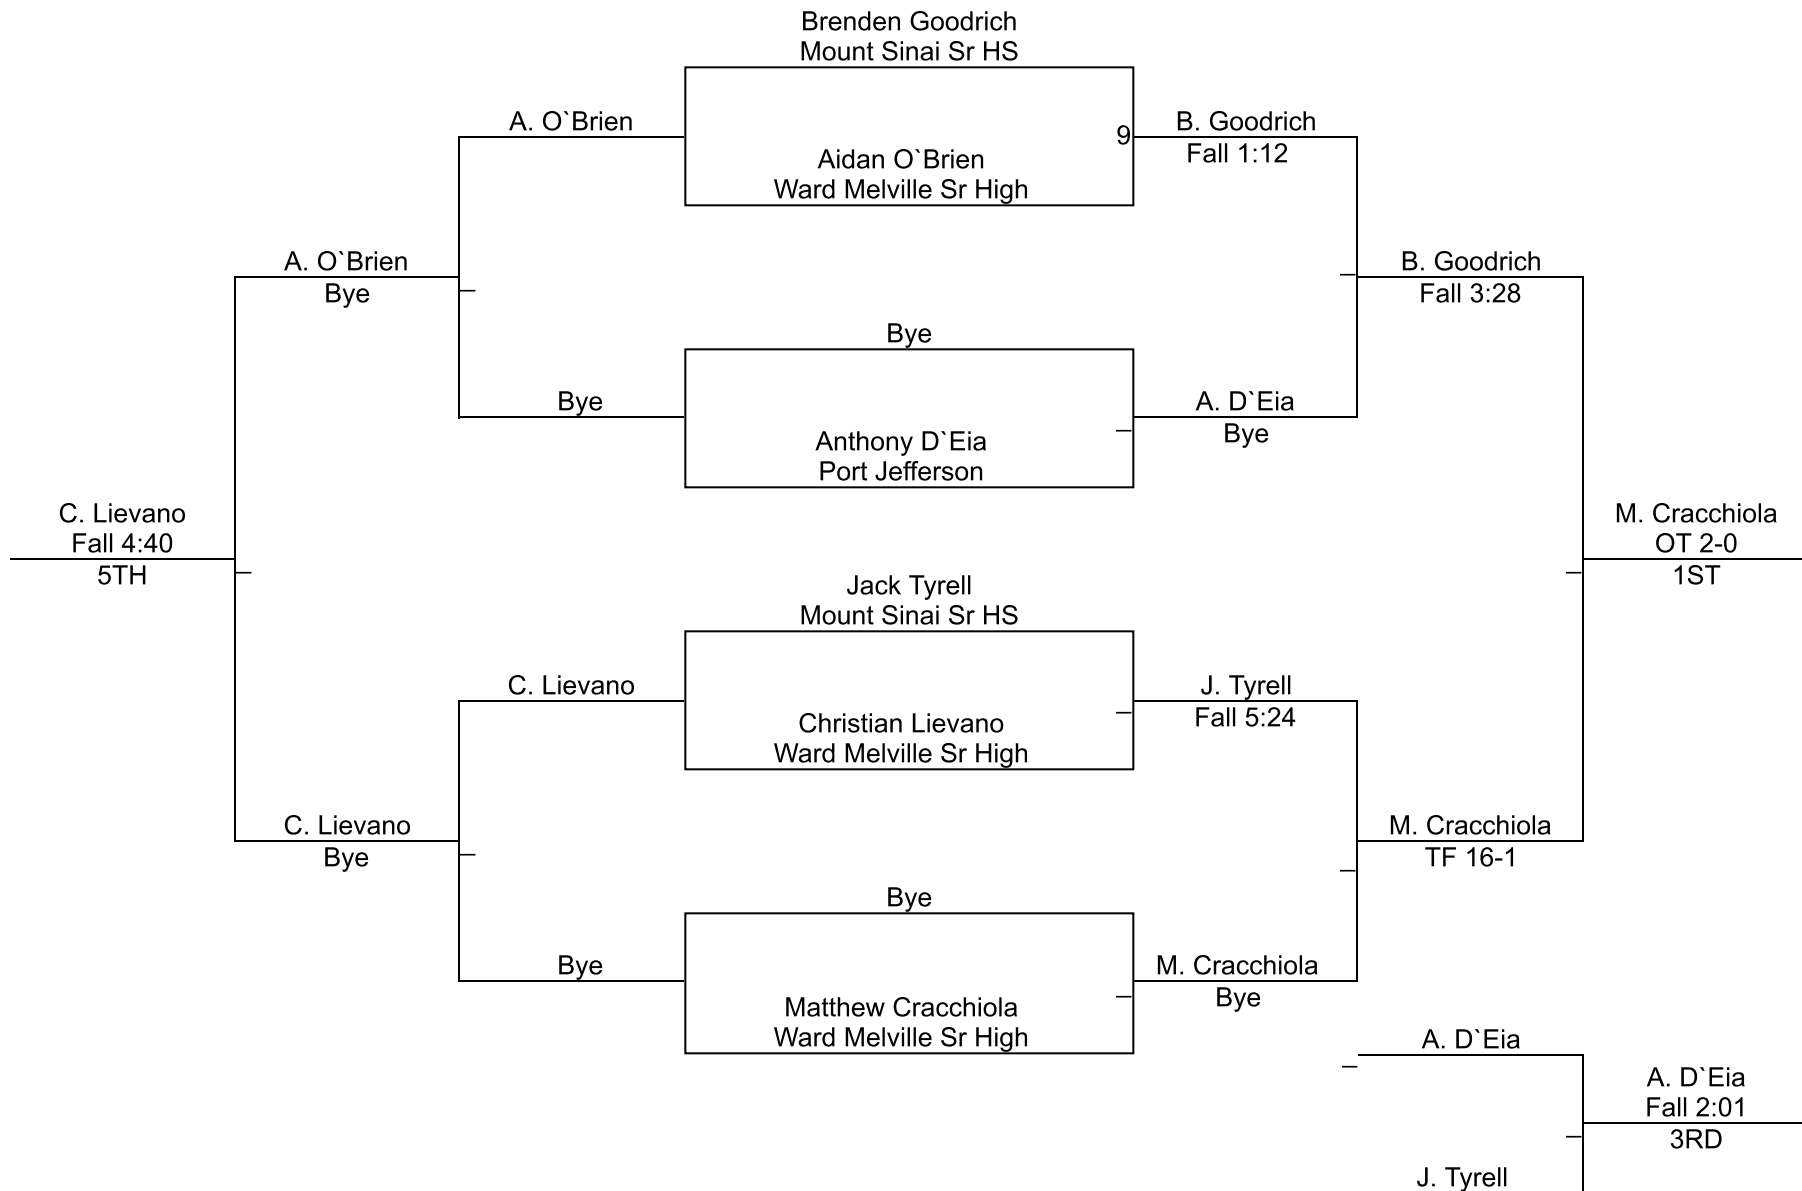 Brenden Goodrich
Mount Sinai Sr HS
A. O`Brien
9
B. Goodrich
Fall 1:12
Aidan O`Brien
Ward Melville Sr High
A. O`Brien
Bye
B. Goodrich
Fall 3:28
Bye
Bye
A. D`Eia
Bye
Anthony D`Eia
Port Jefferson
C. Lievano
Fall 4:40
5TH
M. Cracchiola
OT 2-0
1ST
Jack Tyrell
Mount Sinai Sr HS
C. Lievano
J. Tyrell
Fall 5:24
Christian Lievano
Ward Melville Sr High
C. Lievano
Bye
M. Cracchiola
TF 16-1
Bye
Bye
M. Cracchiola
Bye
Matthew Cracchiola
Ward Melville Sr High
A. D`Eia
A. D`Eia
Fall 2:01
3RD
J. Tyrell